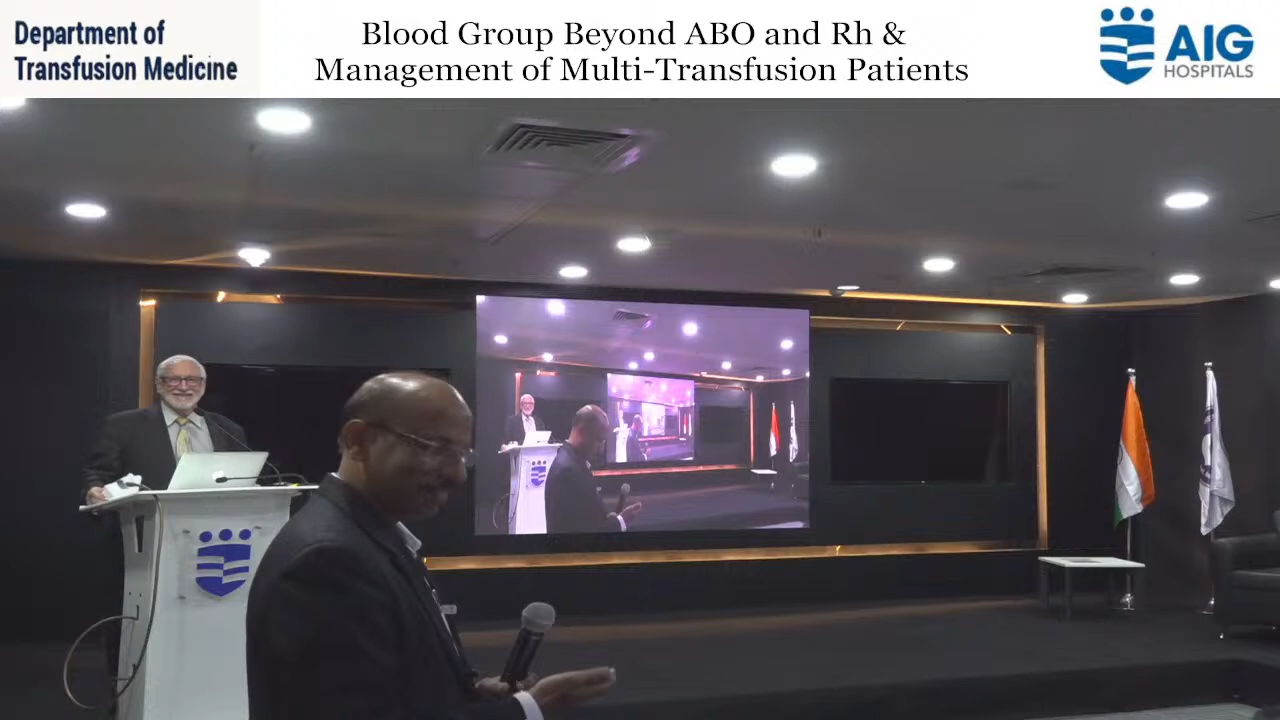 Department of
Transfusion Medicine
Blood Group Beyond ABO and Rh &
Management of Multi-Transfusion Patients
AIG
HOSPITALS